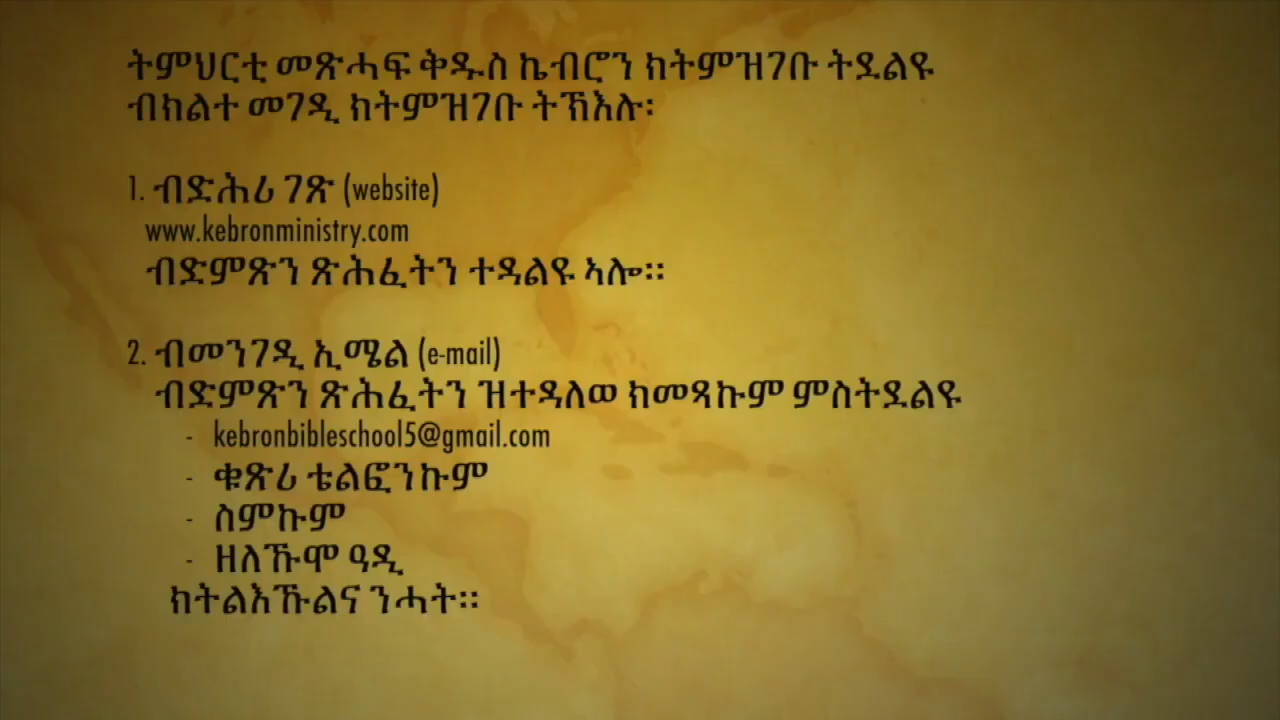 ትምህርቲ መጽሓፍ ቅዱስ ኬብሮን ክትምዝገቡ ትደልዩ
ብክልተ መገዲ ክትምዝገቡ ትኽእሉ፡
1. ብድሕሪ ገጽ (website)
www.kebronministry.com
ብድምጽን ጽሕፈትን ተዳልዩ ኣሎ።
2. ብመንገዲ ኢሜል (e-mail)
ብድምጽን ጽሕፈትን ዝተዳለወ ክመጻኩም ምስትደልዩ
- kebronbibleschool5@gmail.com
- ቁጽሪ ቴልፎንኩም
- ስምኩም
- ዘለኹሞ ዓዲ
ክትልእኹልና ንሓት።